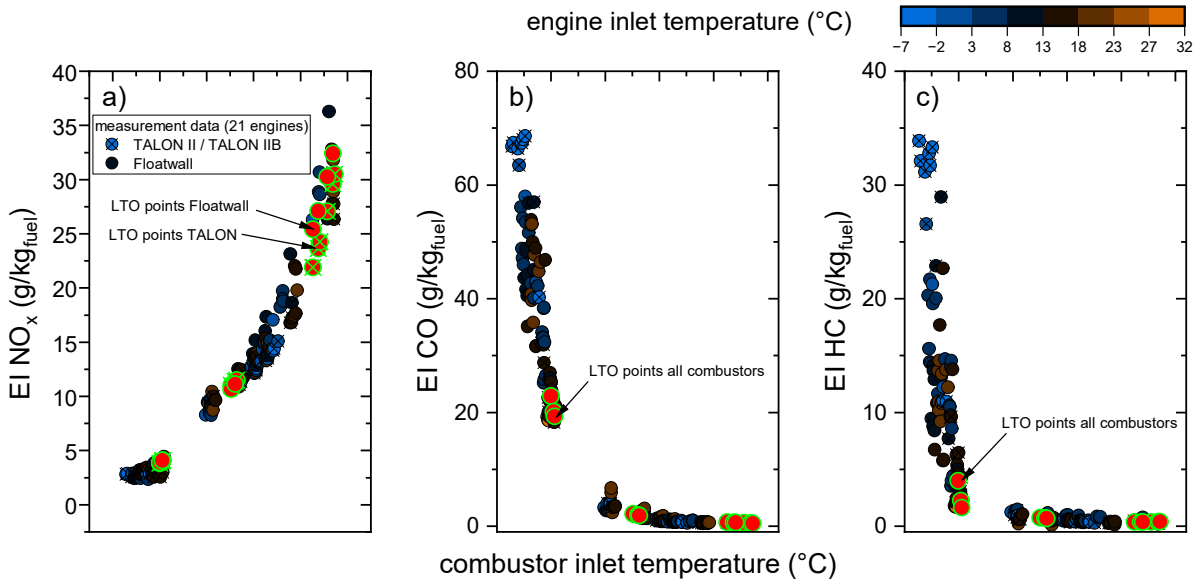 engine inlet temperature (°C)
-7 -2 3 8 13 18 23 27 32
a)
measurement data (21 engines)
TALON II / TALON IIB
Floatwall
LTO points Floatwall
LTO points TALON
EI NOx (g/kgfuel)
40
35
30
25
20
15
10
5
0
b)
LTO points all combustors
EI CO (g/kgfuel)
80
60
40
20
0
c)
LTO points all combustors
EI HC (g/kgfuel)
40
30
20
10
0
combustor inlet temperature (°C)